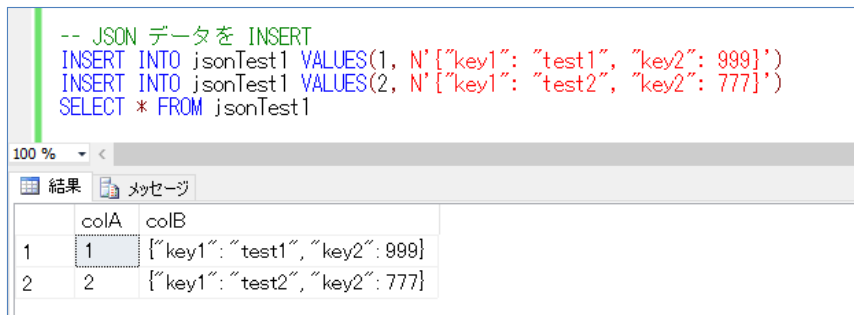 -- JSON データを INSERT
INSERT INTO jsonTest1 VALUES(1, N'{"key1": "test1", "key2": 999}')
INSERT INTO jsonTest1 VALUES(2, N'{"key1": "test2", "key2": 777}')
SELECT * FROM jsonTest1
100 %
結果 メッセージ
colA colB
1 1 {"key1": "test1", "key2": 999}
2 2 {"key1": "test2", "key2": 777}